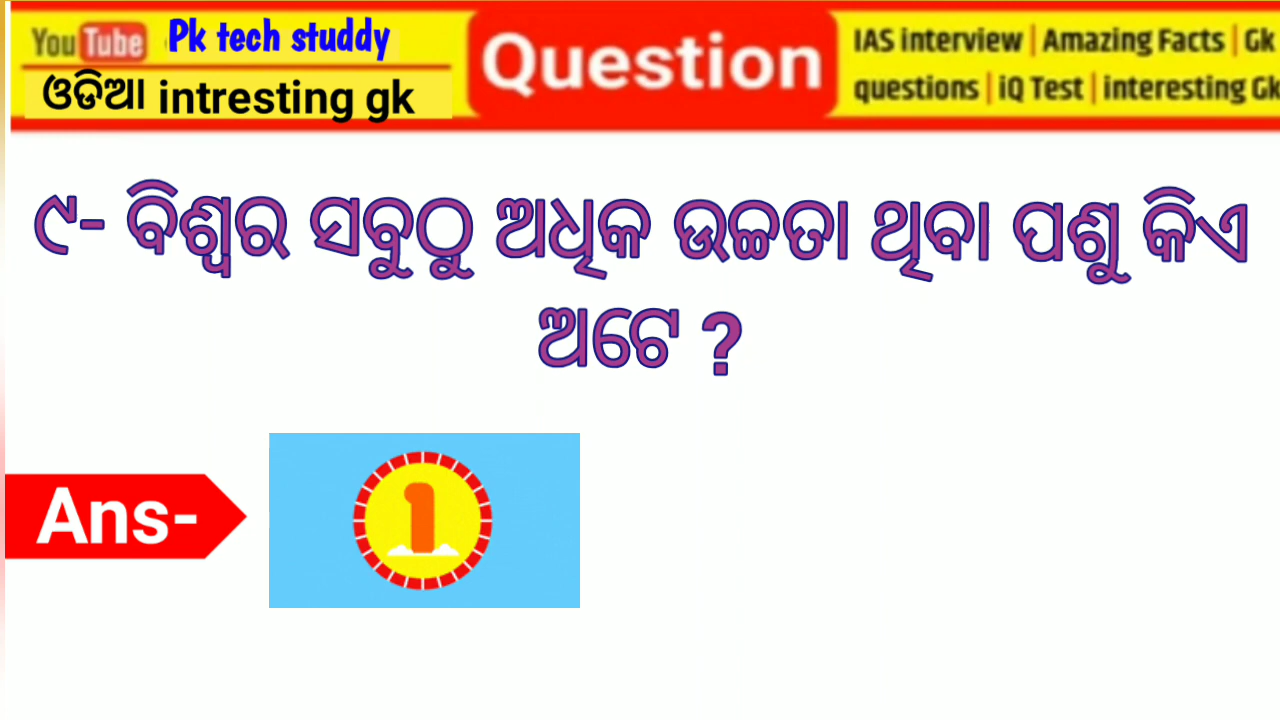 YouTube Pk tech studdy
ଓଡିଆ intresting gk
Question
IAS interview | Amazing Facts | Gk
questions | iQ Test | interesting Gk
୯- ବିଶ୍ୱର ସବୁଠୁ ଅଧିକ ଉଚ୍ଚତା ଥିବା ପଶୁ କିଏ
ଅଟେ ?
Ans-
1